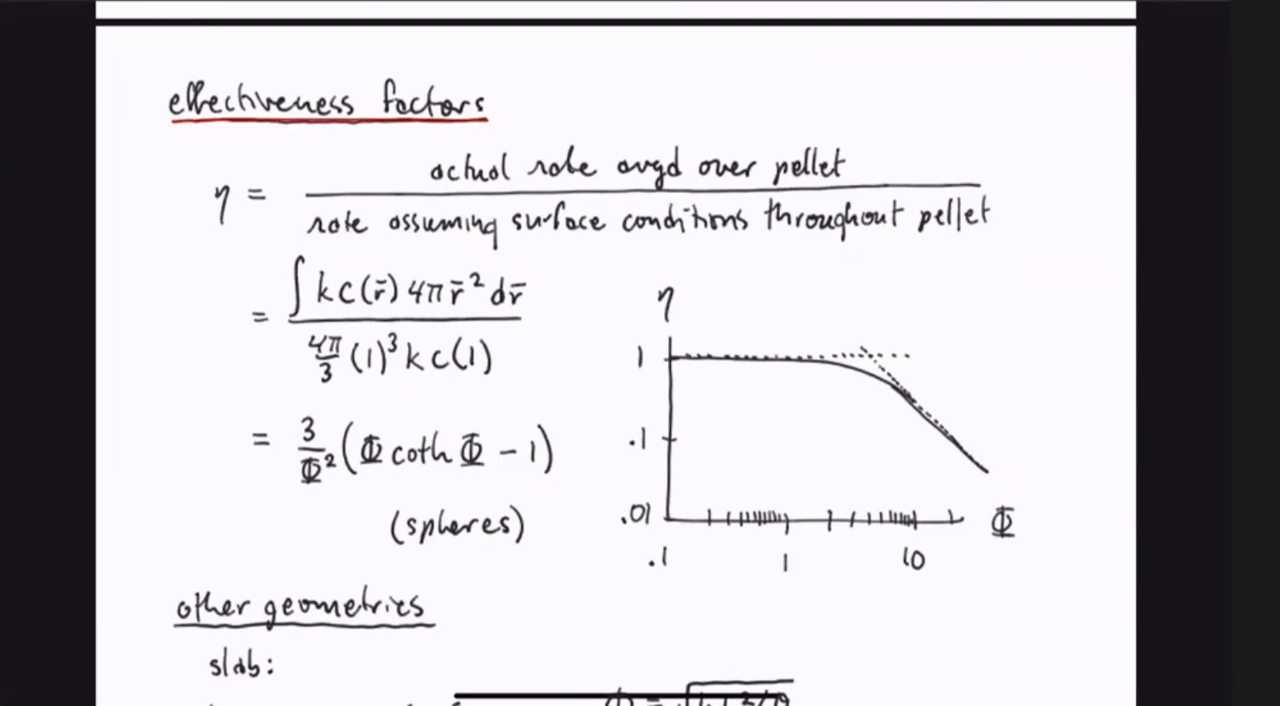 effectiveness factors
η = actual rate avgd over pellet / rate assuming surface conditions throughout pellet
= ∫ k c(r̄) 4π r̄² dr̄ / 4π/3 (1)³ k c(1)
= 3/Φ² (Φ coth Φ − 1)
(spheres)
η
1
.1
.01
.1 1 10
Φ
other geometries
slab: